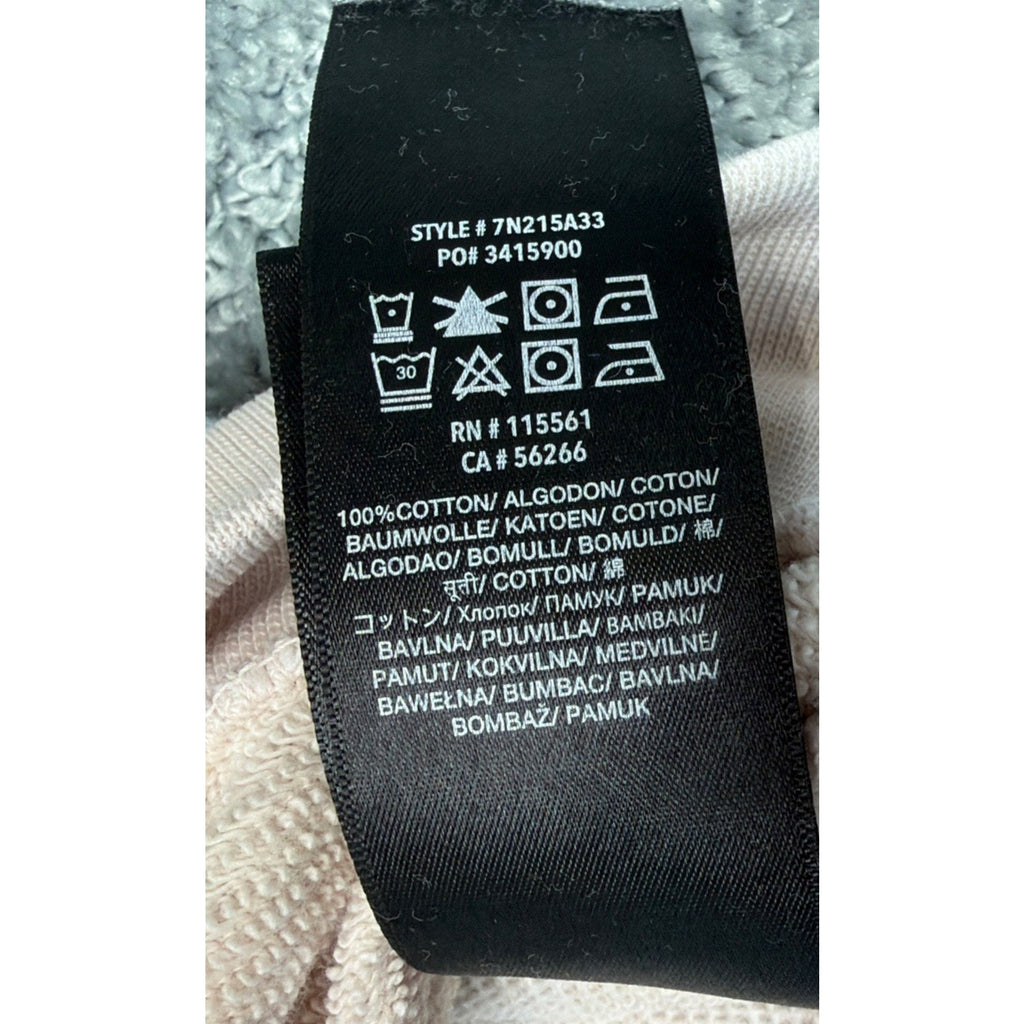 STYLE # 7N215A33
PO# 3415900
30
RN # 115561
CA # 56266
100%COTTON/ ALGODON/ COTON/
BAUMWOLLE/ KATOEN/ COTONE/
ALGODAO/ BOMULL/ BOMULD/ 棉/
सूती/ COTTON/ 綿
コットン/ Хлопок/ ПАМУК/ PAMUK/
BAVLNA/ PUUVILLA/ BAMBAKI/
PAMUT/ KOKVILNA/ MEDVILNE/
BAWEŁNA/ BUMBAC/ BAVLNA/
BOMBAŽ/ PAMUK